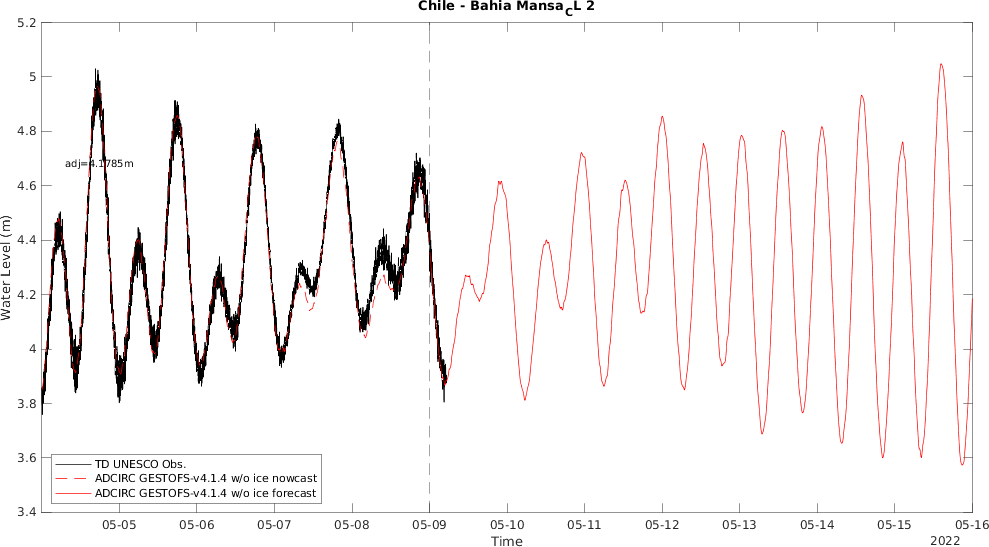 Chile - Bahia MansaCL 2
5.2
5
4.8
4.6
4.4
4.2
4
3.8
3.6
3.4
Water Level (m)
adj=4.1785m
TD UNESCO Obs.
ADCIRC GESTOFS-v4.1.4 w/o ice nowcast
ADCIRC GESTOFS-v4.1.4 w/o ice forecast
05-05 05-06 05-07 05-08 05-09 05-10 05-11 05-12 05-13 05-14 05-15 05-16
Time
2022